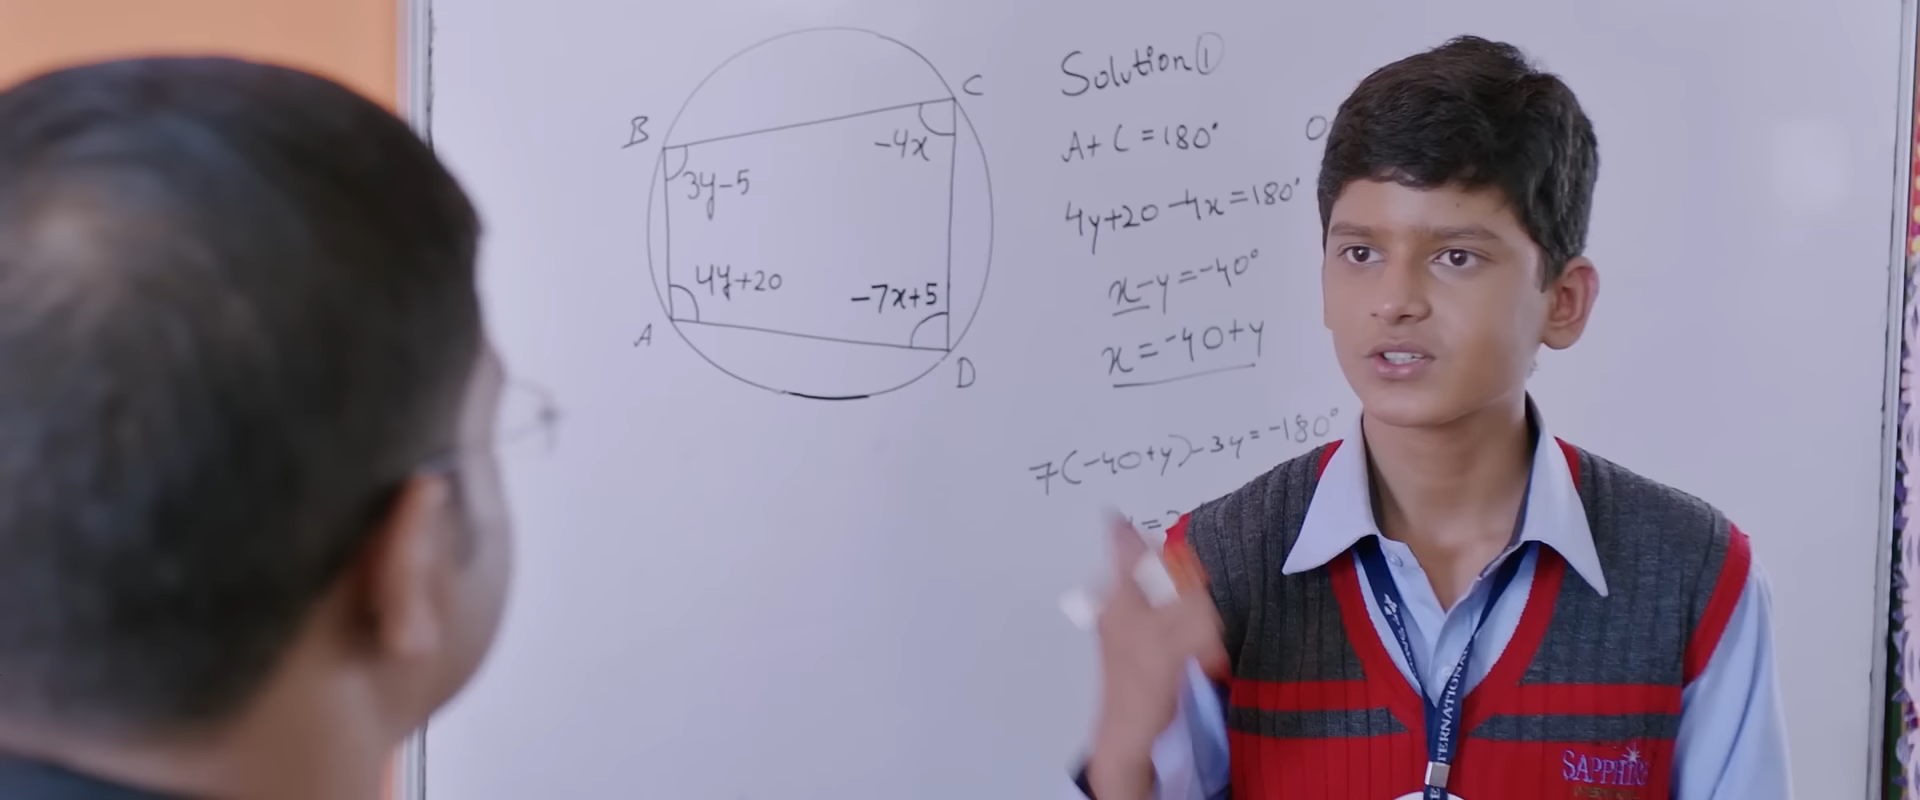 C
B
-4x
3y-5
4y+20
-7x+5
A
D
Solution ①
A+C=180°
4y+20-4x=180°
x-y=-40°
x=-40+y
7(-40+y)-3y=-180°
SAPPHIRE